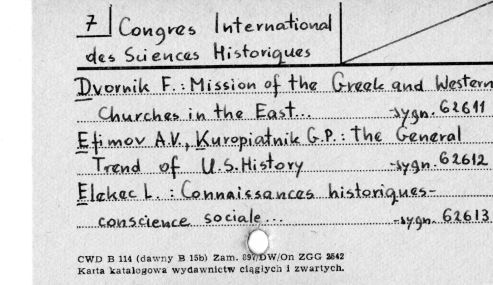 7 Congres International
des Sciences Historiques
Dvornik F.: Mission of the Greek and Western
Churches in the East... sygn. 62611
Efimov A.V., Kuropiatnik G.P.: The General
Trend of U.S. History -sygn. 62612
Elekec L.: Connaissances historiques-
conscience sociale... -sygn. 62613
CWD B 114 (dawny B 15b) Zam. 897/DW/On ZGG 2542
Karta katalogowa wydawnictw ciągłych i zwartych.